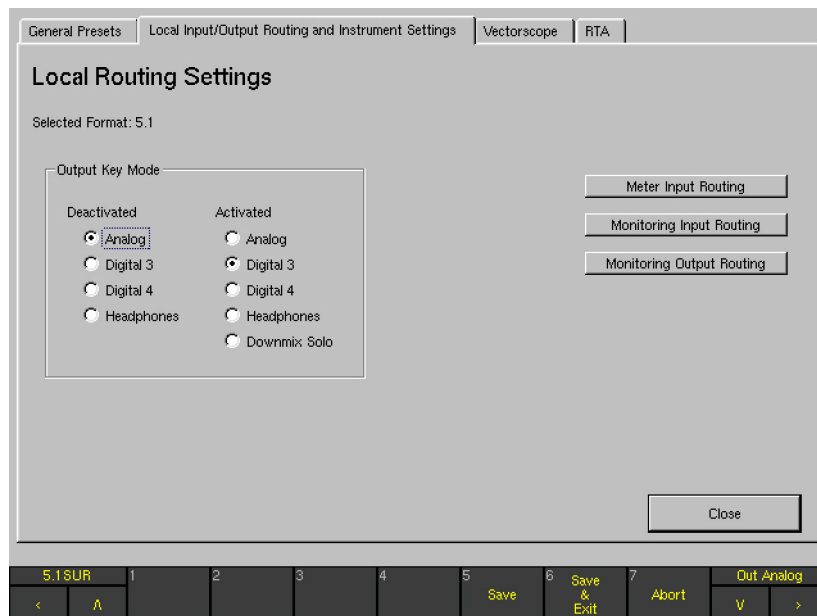 General Presets Local Input/Output Routing and Instrument Settings Vectorscope RTA
Local Routing Settings
Selected Format: 5.1
Output Key Mode
Deactivated Activated
Analog Analog
Digital 3 Digital 3
Digital 4 Digital 4
Headphones Headphones
Downmix Solo
Meter Input Routing
Monitoring Input Routing
Monitoring Output Routing
Close
5.1SUR 1 2 3 4 5 6 7 Out Analog
< Λ Save Save & Exit Abort V >